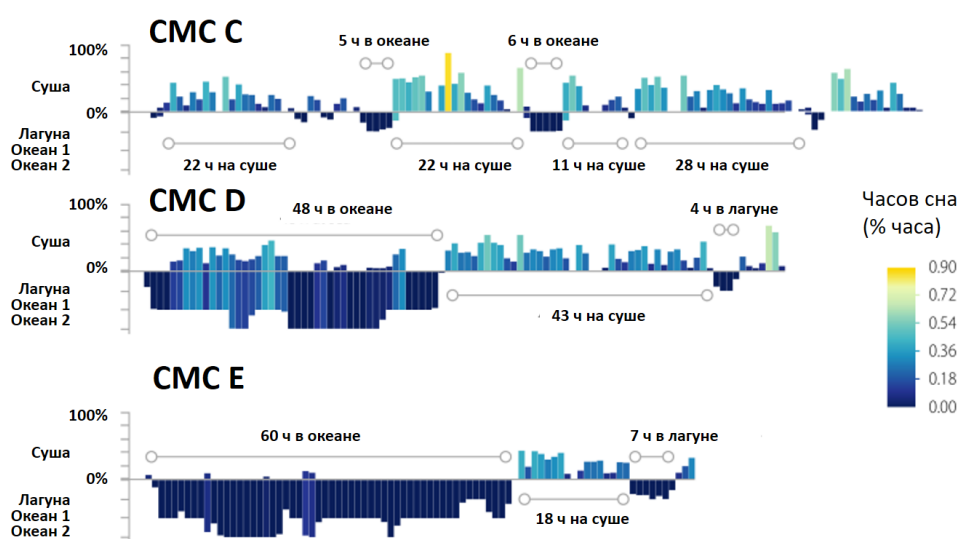 СМС C
5 ч в океане
6 ч в океане
100%
Суша
0%
Лагуна
Океан 1
Океан 2
22 ч на суше
22 ч на суше
11 ч на суше
28 ч на суше
СМС D
48 ч в океане
4 ч в лагуне
100%
Суша
0%
Лагуна
Океан 1
Океан 2
43 ч на суше
Часов сна
(% часа)
0.90
0.72
0.54
0.36
0.18
0.00
СМС E
60 ч в океане
7 ч в лагуне
100%
Суша
0%
Лагуна
Океан 1
Океан 2
18 ч на суше